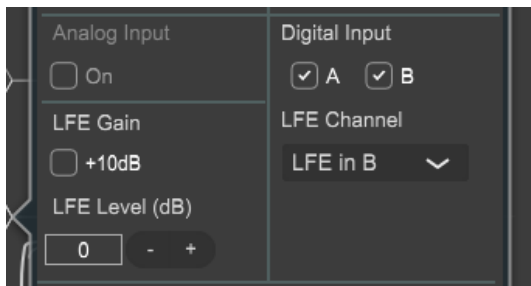 Analog Input
On
LFE Gain
+10dB
LFE Level (dB)
0 - +
Digital Input
A B
LFE Channel
LFE in B